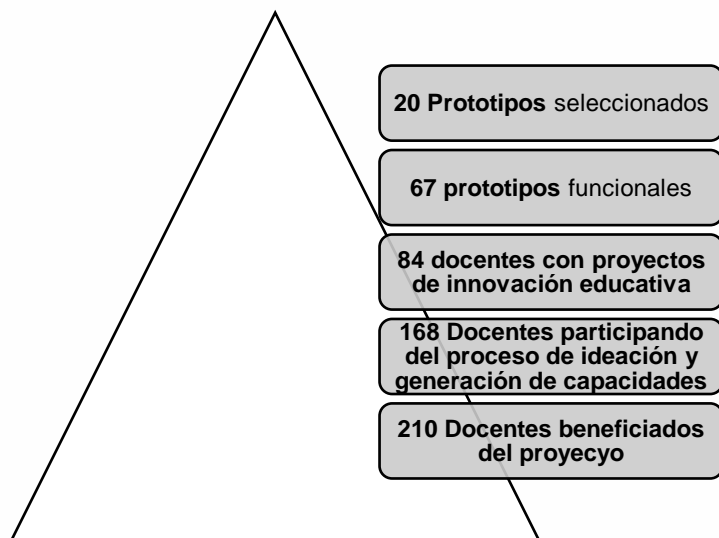 20 Prototipos seleccionados
67 prototipos funcionales
84 docentes con proyectos
de innovación educativa
168 Docentes participando
del proceso de ideación y
generación de capacidades
210 Docentes beneficiados
del proyecyo